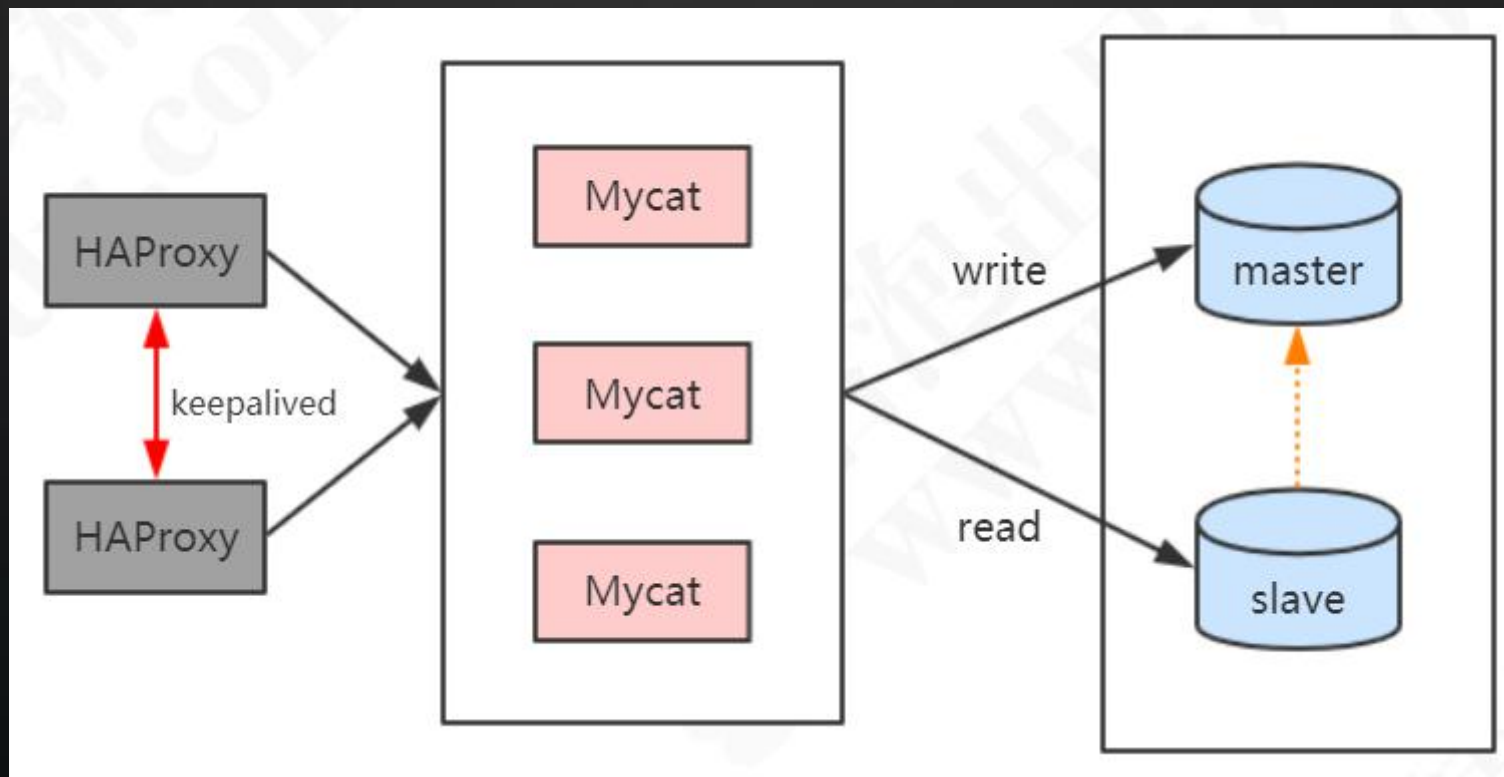 HAProxy
keepalived
HAProxy
Mycat
Mycat
Mycat
write
read
master
slave